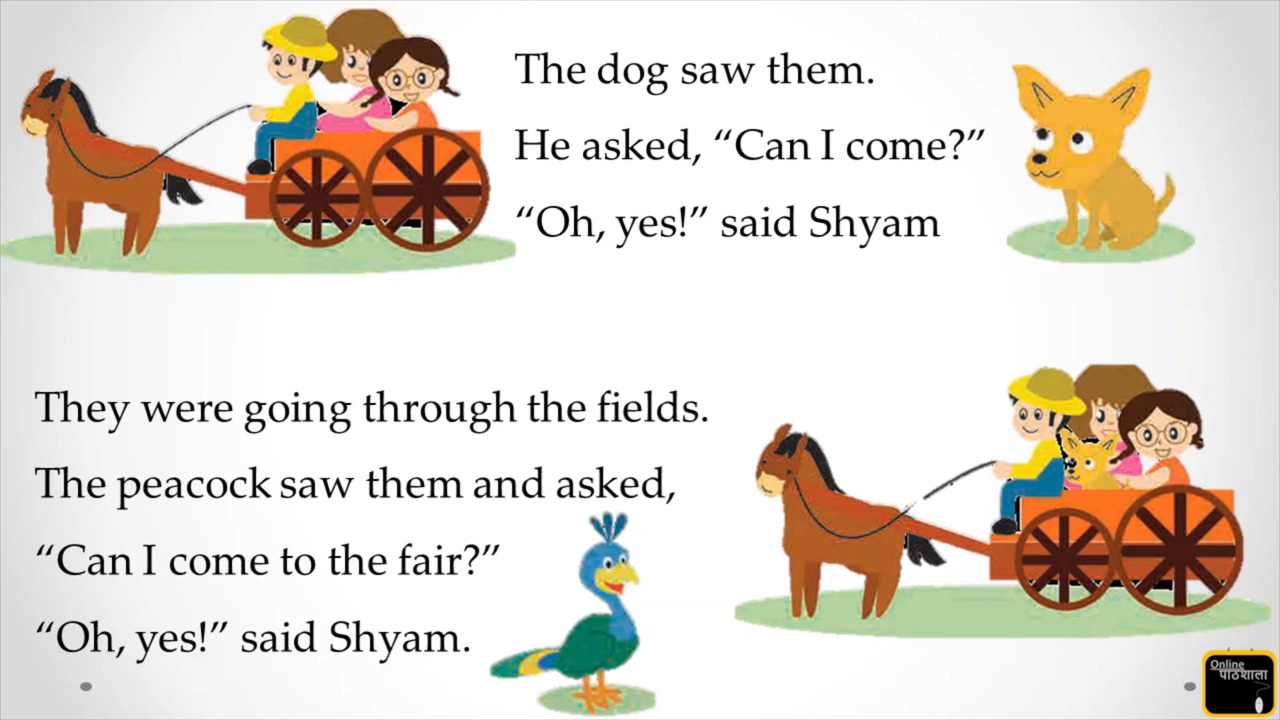 The dog saw them.
He asked, “Can I come?”
“Oh, yes!” said Shyam
They were going through the fields.
The peacock saw them and asked,
“Can I come to the fair?”
“Oh, yes!” said Shyam.
Online
पाठशाला